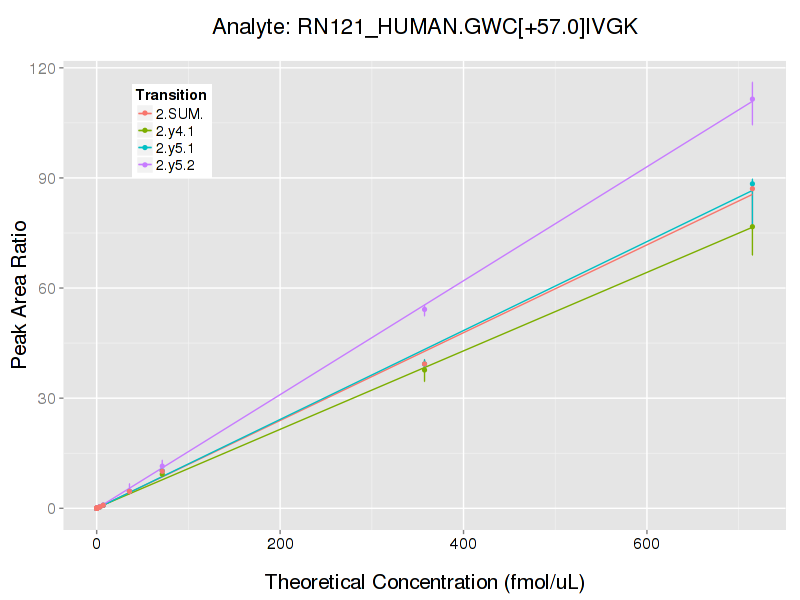 Analyte: RN121_HUMAN.GWC[+57.0]IVGK
120
90
60
30
0
Peak Area Ratio
Transition
2.SUM.
2.y4.1
2.y5.1
2.y5.2
0
200
400
600
Theoretical Concentration (fmol/uL)